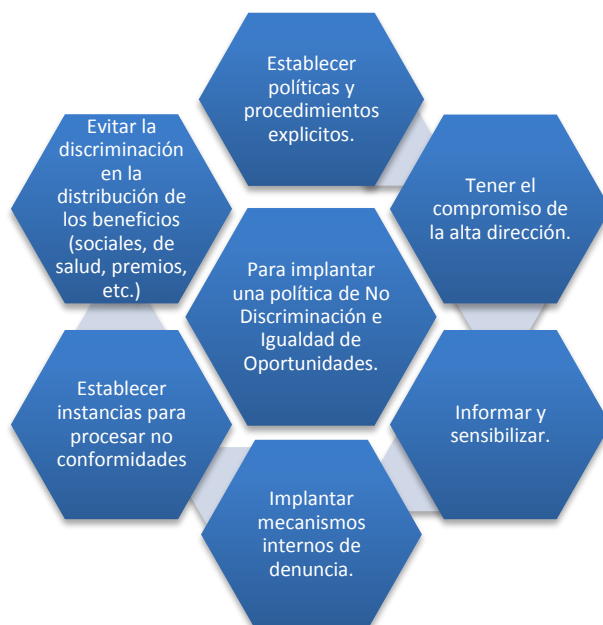 Establecer
políticas y
procedimientos
explicitos.
Tener el
compromiso de
la alta dirección.
Informar y
sensibilizar.
Implantar
mecanismos
internos de
denuncia.
Establecer
instancias para
procesar no
conformidades
Evitar la
discriminación
en la
distribución de
los beneficios
(sociales, de
salud, premios,
etc.)
Para implantar
una política de No
Discriminación e
Igualdad de
Oportunidades.